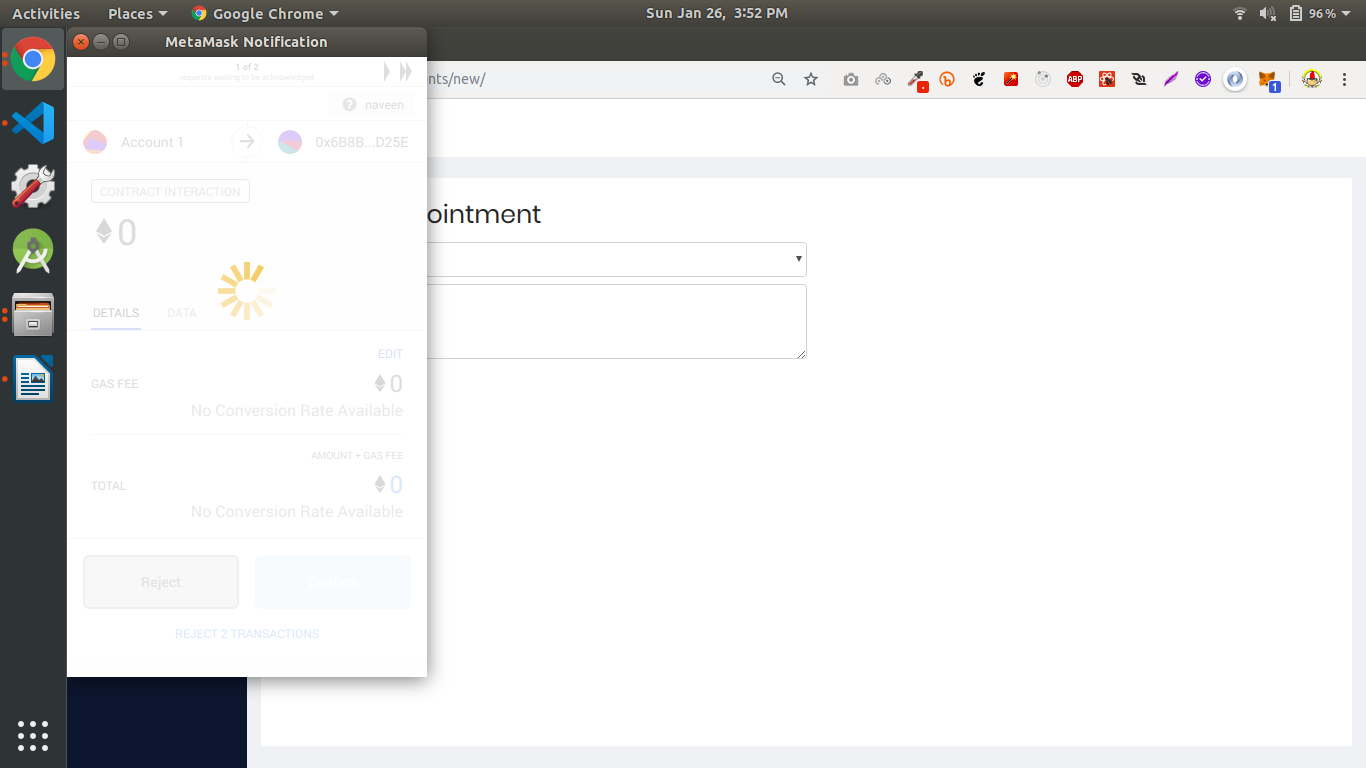 Activities Places Google Chrome Sun Jan 26, 3:52 PM 96 %
MetaMask Notification
1 of 2
requests waiting to be acknowledged
nts/new/
ABP
1
naveen
Account 1 0x6B8B...D25E
CONTRACT INTERACTION
0
ointment
DETAILS DATA
EDIT
GAS FEE 0
No Conversion Rate Available
AMOUNT + GAS FEE
TOTAL 0
No Conversion Rate Available
Reject Confirm
REJECT 2 TRANSACTIONS